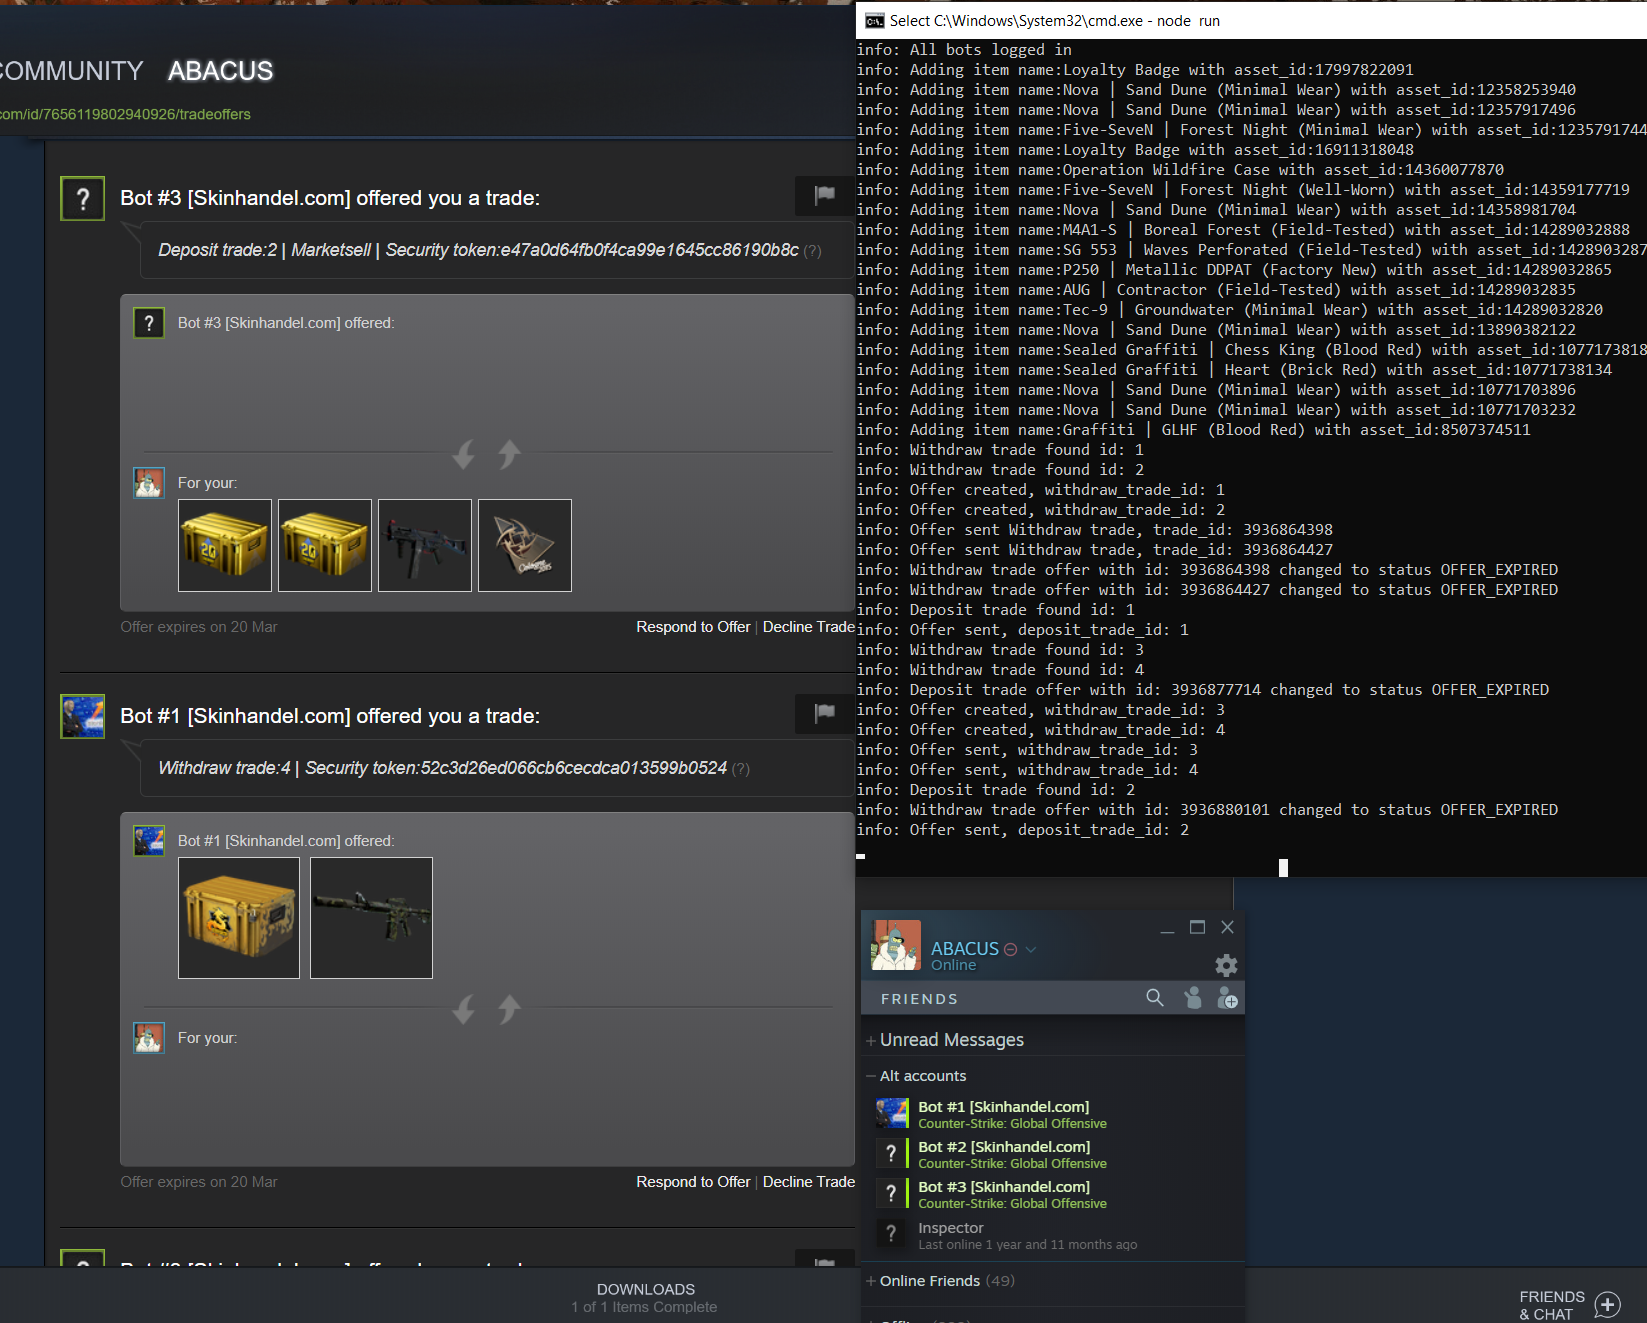 COMMUNITY ABACUS
com/id/7656119802940926/tradeoffers
Bot #3 [Skinhandel.com] offered you a trade:
Deposit trade:2 | Marketsell | Security token:e47a0d64fb0f4ca99e1645cc86190b8c (?)
Bot #3 [Skinhandel.com] offered:
For your:
Offer expires on 20 Mar
Respond to Offer | Decline Trade
Bot #1 [Skinhandel.com] offered you a trade:
Withdraw trade:4 | Security token:52c3d26ed066cb6cecdca013599b0524 (?)
Bot #1 [Skinhandel.com] offered:
For your:
Offer expires on 20 Mar
Respond to Offer | Decline Trade
Select C:\Windows\System32\cmd.exe - node run
info: All bots logged in
info: Adding item name:Loyalty Badge with asset_id:17997822091
info: Adding item name:Nova | Sand Dune (Minimal Wear) with asset_id:12358253940
info: Adding item name:Nova | Sand Dune (Minimal Wear) with asset_id:12357917496
info: Adding item name:Five-SeveN | Forest Night (Minimal Wear) with asset_id:1235791744
info: Adding item name:Loyalty Badge with asset_id:16911318048
info: Adding item name:Operation Wildfire Case with asset_id:14360077870
info: Adding item name:Five-SeveN | Forest Night (Well-Worn) with asset_id:14359177719
info: Adding item name:Nova | Sand Dune (Minimal Wear) with asset_id:14358981704
info: Adding item name:M4A1-S | Boreal Forest (Field-Tested) with asset_id:14289032888
info: Adding item name:SG 553 | Waves Perforated (Field-Tested) with asset_id:1428903287
info: Adding item name:P250 | Metallic DDPAT (Factory New) with asset_id:14289032865
info: Adding item name:AUG | Contractor (Field-Tested) with asset_id:14289032835
info: Adding item name:Tec-9 | Groundwater (Minimal Wear) with asset_id:14289032820
info: Adding item name:Nova | Sand Dune (Minimal Wear) with asset_id:13890382122
info: Adding item name:Sealed Graffiti | Chess King (Blood Red) with asset_id:1077173818
info: Adding item name:Sealed Graffiti | Heart (Brick Red) with asset_id:10771738134
info: Adding item name:Nova | Sand Dune (Minimal Wear) with asset_id:10771703896
info: Adding item name:Nova | Sand Dune (Minimal Wear) with asset_id:10771703232
info: Adding item name:Graffiti | GLHF (Blood Red) with asset_id:8507374511
info: Withdraw trade found id: 1
info: Withdraw trade found id: 2
info: Offer created, withdraw_trade_id: 1
info: Offer created, withdraw_trade_id: 2
info: Offer sent Withdraw trade, trade_id: 3936864398
info: Offer sent Withdraw trade, trade_id: 3936864427
info: Withdraw trade offer with id: 3936864398 changed to status OFFER_EXPIRED
info: Withdraw trade offer with id: 3936864427 changed to status OFFER_EXPIRED
info: Deposit trade found id: 1
info: Offer sent, deposit_trade_id: 1
info: Withdraw trade found id: 3
info: Withdraw trade found id: 4
info: Deposit trade offer with id: 3936877714 changed to status OFFER_EXPIRED
info: Offer created, withdraw_trade_id: 3
info: Offer created, withdraw_trade_id: 4
info: Offer sent, withdraw_trade_id: 3
info: Offer sent, withdraw_trade_id: 4
info: Deposit trade found id: 2
info: Withdraw trade offer with id: 3936880101 changed to status OFFER_EXPIRED
info: Offer sent, deposit_trade_id: 2
ABACUS
Online
FRIENDS
+ Unread Messages
− Alt accounts
Bot #1 [Skinhandel.com]
Counter-Strike: Global Offensive
Bot #2 [Skinhandel.com]
Counter-Strike: Global Offensive
Bot #3 [Skinhandel.com]
Counter-Strike: Global Offensive
Inspector
Last online 1 year and 11 months ago
+ Online Friends (49)
DOWNLOADS
1 of 1 Items Complete
FRIENDS
& CHAT